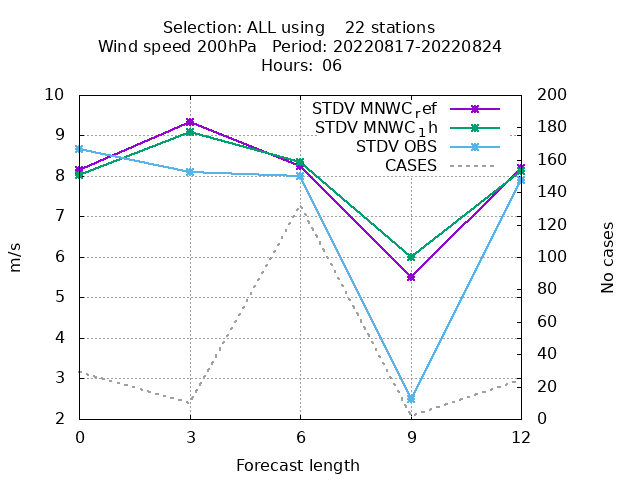 Selection: ALL using    22 stations
Wind speed 200hPa   Period: 20220817-20220824
Hours: 06
STDV MNWCref
STDV MNWC1h
STDV OBS
CASES
10
9
8
7
6
5
4
3
2
200
180
160
140
120
100
80
60
40
20
0
m/s
No cases
0 3 6 9 12
Forecast length